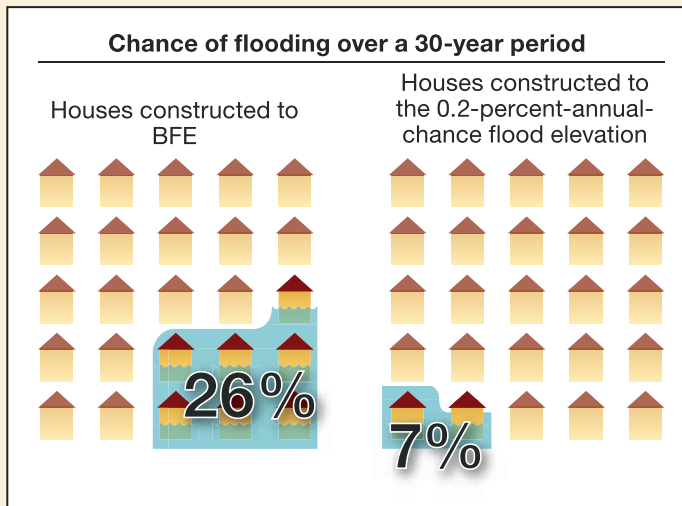 Chance of flooding over a 30-year period
Houses constructed to
BFE
Houses constructed to
the 0.2-percent-annual-
chance flood elevation
26%
7%